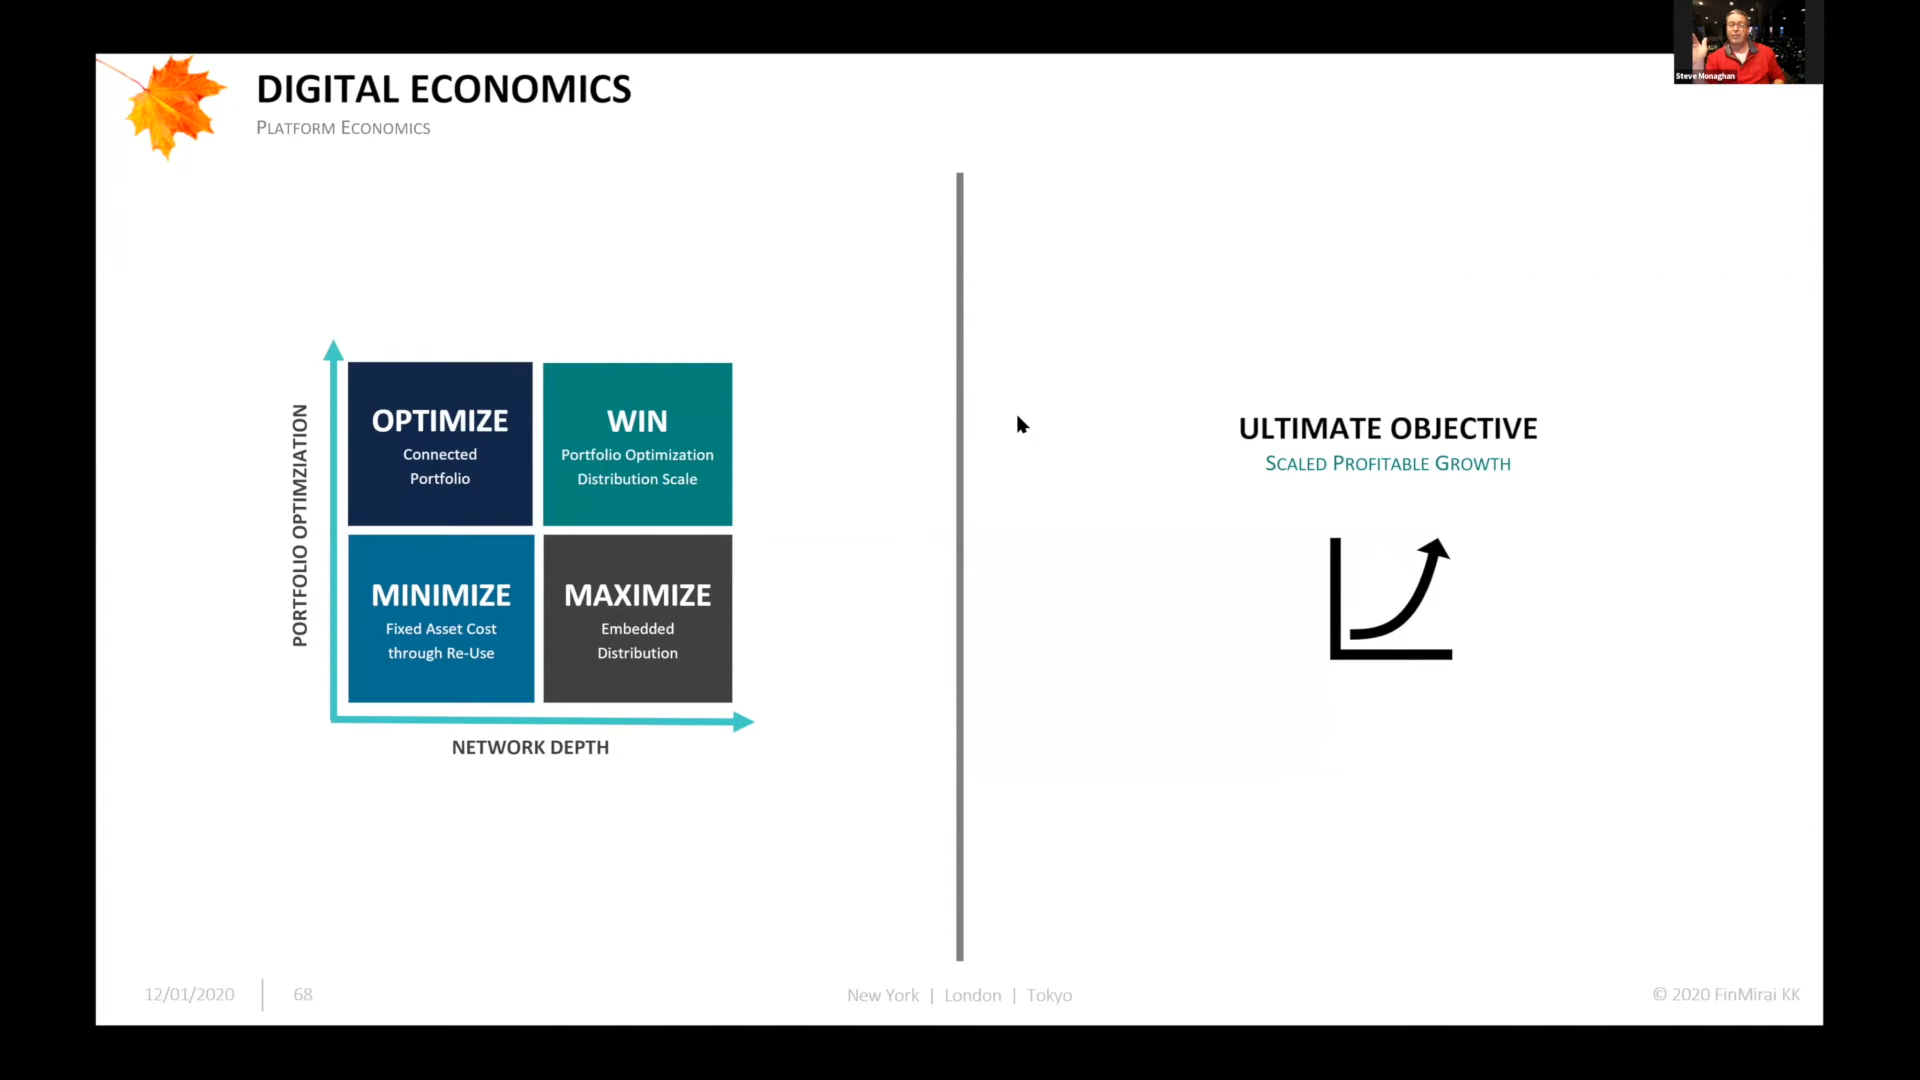 Steve Monaghan
DIGITAL ECONOMICS
PLATFORM ECONOMICS
PORTFOLIO OPTIMZIATION
OPTIMIZE
Connected
Portfolio
WIN
Portfolio Optimization
Distribution Scale
MINIMIZE
Fixed Asset Cost
through Re-Use
MAXIMIZE
Embedded
Distribution
NETWORK DEPTH
ULTIMATE OBJECTIVE
SCALED PROFITABLE GROWTH
12/01/2020
68
New York | London | Tokyo
© 2020 FinMirai KK